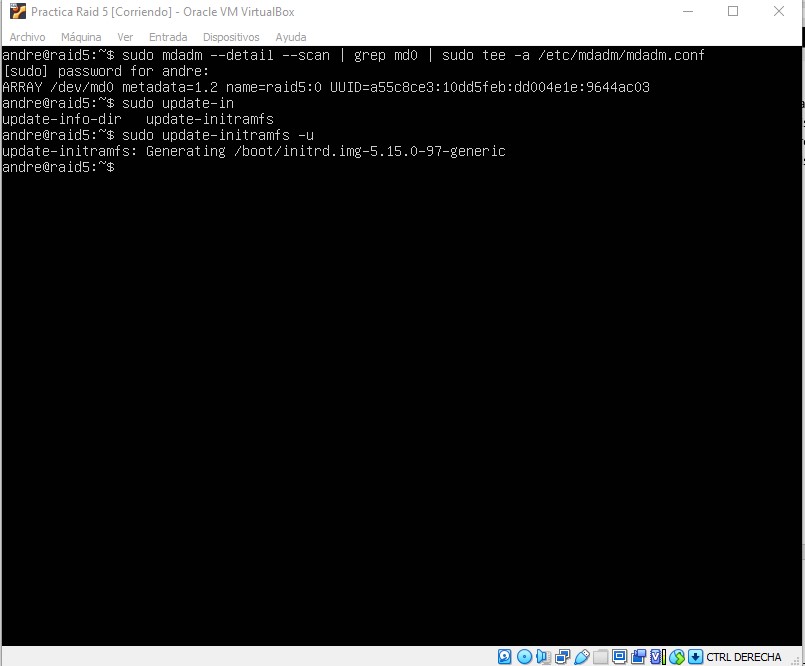 Practica Raid 5 [Corriendo] - Oracle VM VirtualBox
Archivo Máquina Ver Entrada Dispositivos Ayuda
andre@raid5:~$ sudo mdadm --detail --scan | grep md0 | sudo tee -a /etc/mdadm/mdadm.conf
[sudo] password for andre:
ARRAY /dev/md0 metadata=1.2 name=raid5:0 UUID=a55c8ce3:10dd5feb:dd004e1e:9644ac03
andre@raid5:~$ sudo update-in
update-info-dir   update-initramfs
andre@raid5:~$ sudo update-initramfs -u
update-initramfs: Generating /boot/initrd.img-5.15.0-97-generic
andre@raid5:~$
CTRL DERECHA